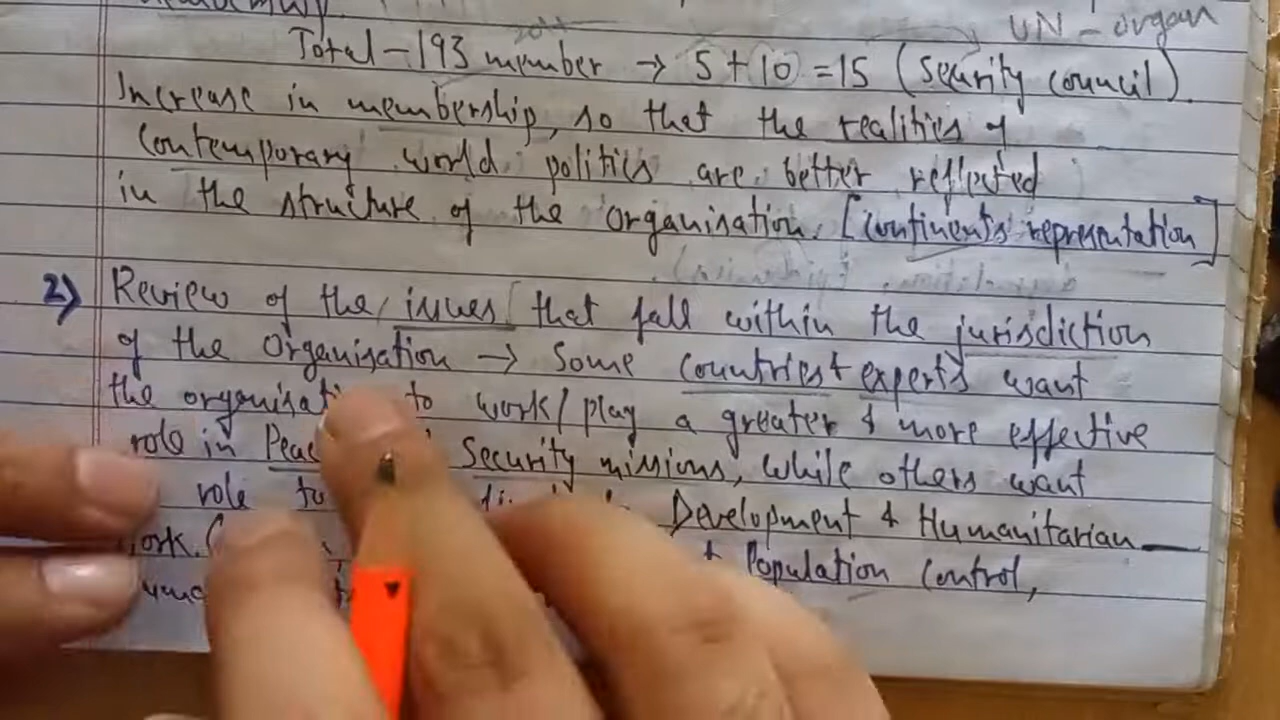 UN - organ
Total - 193 member → 5 + 10 = 15 (Security council).
Increase in membership, so that the realities of
contemporary world politics are better reflected
in the structure of the organisation. [continents representation]
2) Review of the issues that fall within the jurisdiction
of the organisation → Some countries & experts want
the to work/play a greater & more effective
role in Security missions, while others want
role to Development & Humanitarian
Population control,